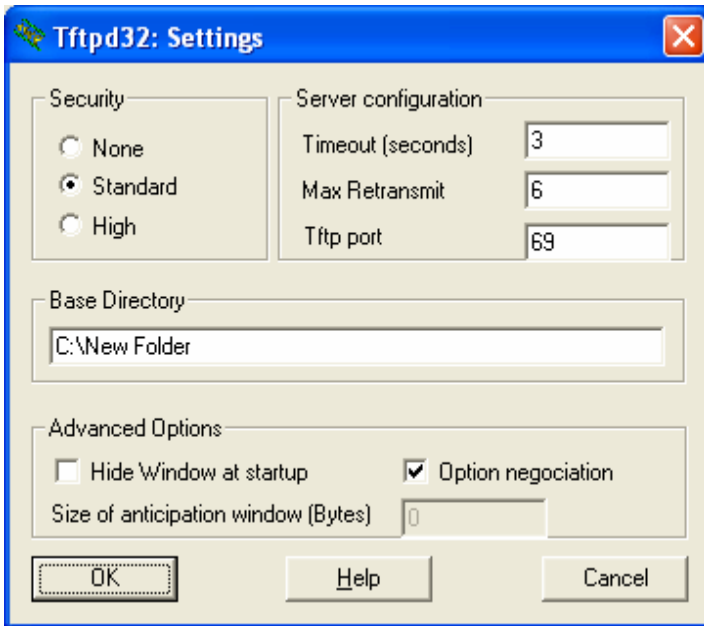 Tftpd32: Settings
Security
None
Standard
High
Server configuration
Timeout (seconds) 3
Max Retransmit 6
Tftp port 69
Base Directory
C:\New Folder
Advanced Options
Hide Window at startup Option negociation
Size of anticipation window (Bytes) 0
OK Help Cancel